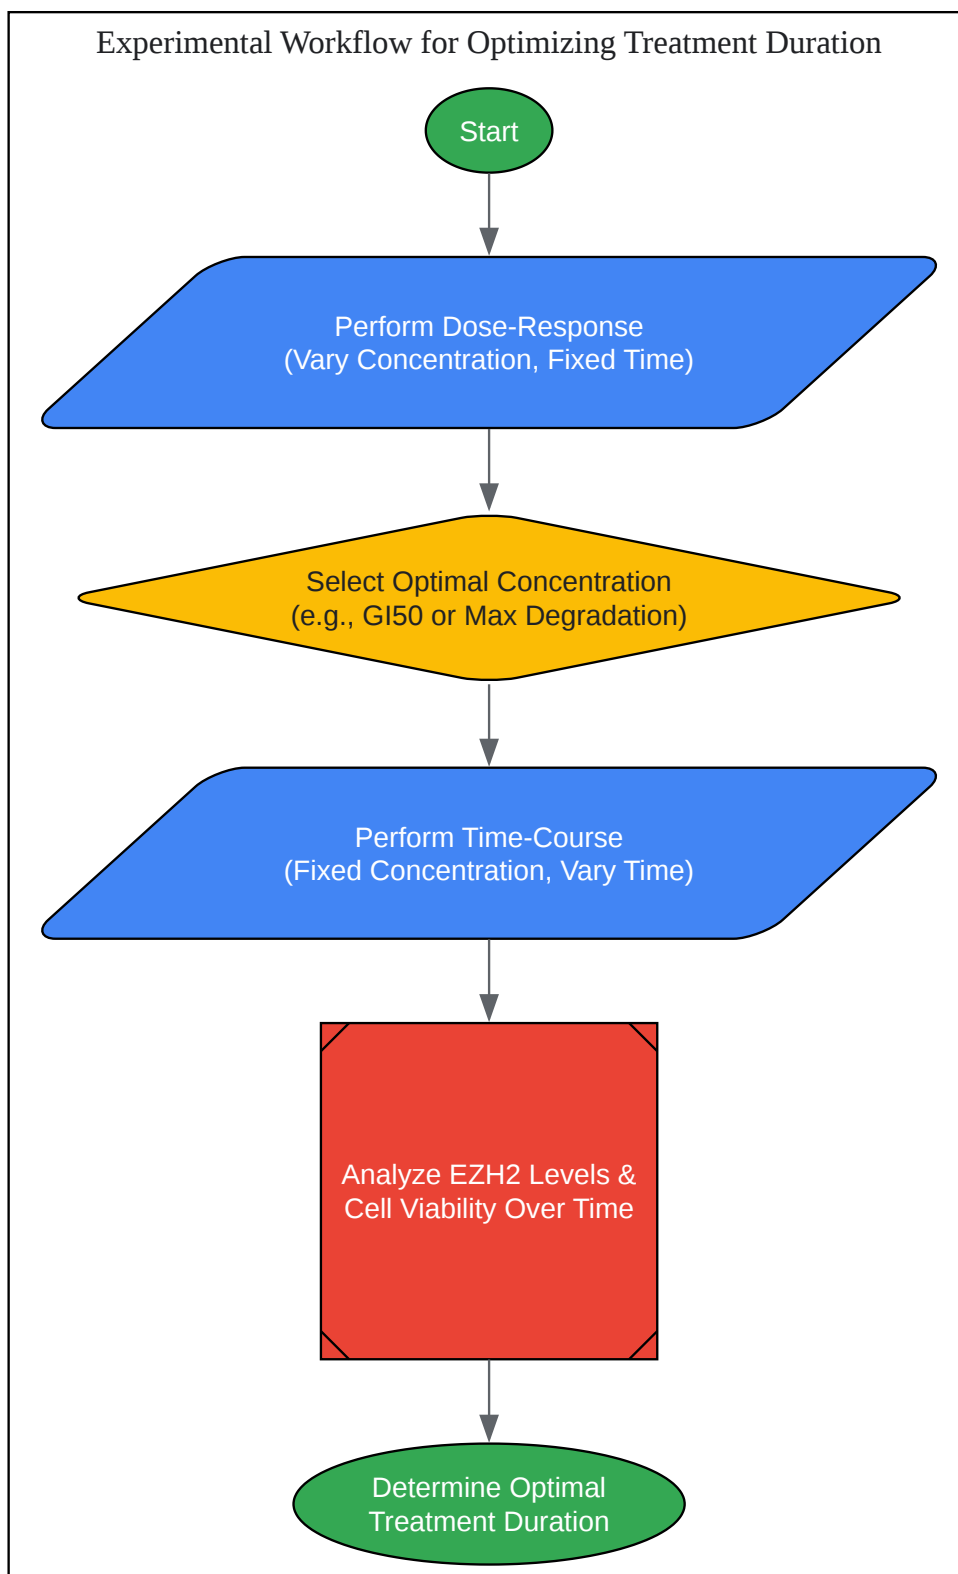 Experimental Workflow for Optimizing Treatment Duration
Start
Perform Dose-Response
(Vary Concentration, Fixed Time)
Select Optimal Concentration
(e.g., GI50 or Max Degradation)
Perform Time-Course
(Fixed Concentration, Vary Time)
Analyze EZH2 Levels &
Cell Viability Over Time
Determine Optimal
Treatment Duration